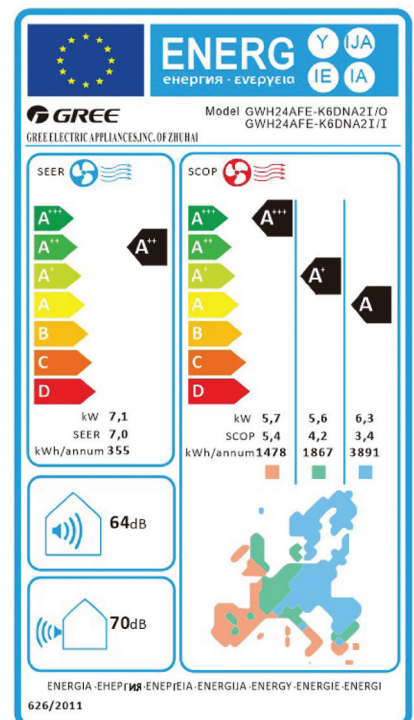 ENERG Y IJA
енергия · ενεργεια IE IA
GREE
Model GWH24AFE-K6DNA2I/O
GWH24AFE-K6DNA2I/I
GREE ELECTRIC APPLIANCES,INC. OF ZHUHAI
SEER
SCOP
A+++ A+++
A++ A++ A++
A+ A+ A+
A A A
B B
C C
D D
kW 7,1
SEER 7,0
kWh/annum 355
kW 5,7 5,6 6,3
SCOP 5,4 4,2 3,4
kWh/annum 1478 1867 3891
64dB
70dB
ENERGIA · ЕНЕРГИЯ · ΕΝΕΡΓΕΙΑ · ENERGIJA · ENERGY · ENERGIE · ENERGI
626/2011